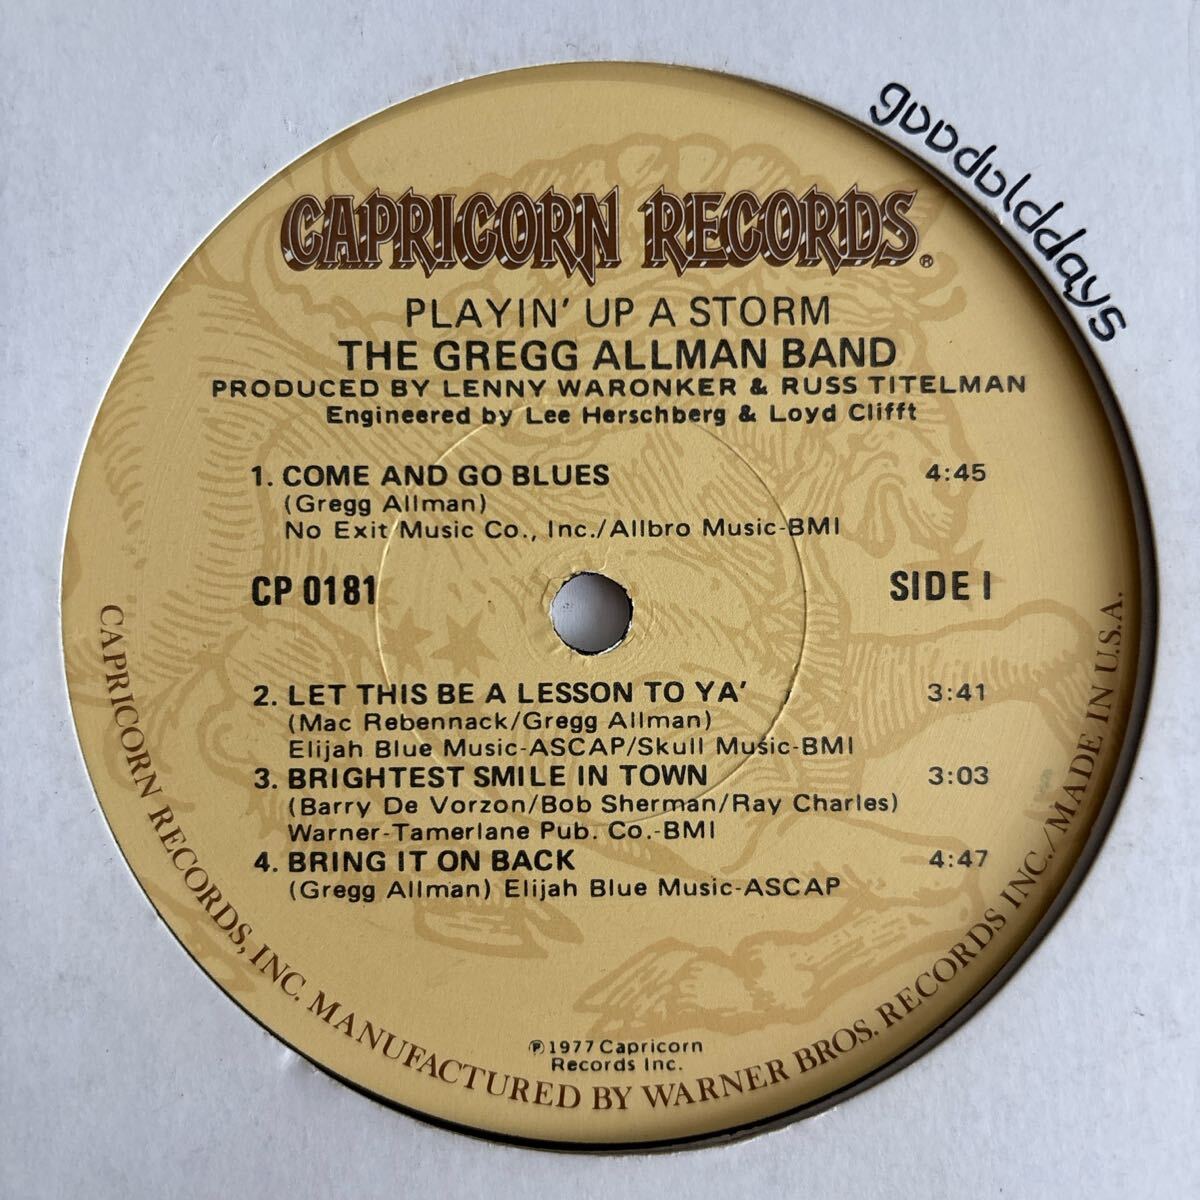 goodolddays
CAPRICORN RECORDS®
PLAYIN' UP A STORM
THE GREGG ALLMAN BAND
PRODUCED BY LENNY WARONKER & RUSS TITELMAN
Engineered by Lee Herschberg & Loyd Clifft
1. COME AND GO BLUES 4:45
(Gregg Allman)
No Exit Music Co., Inc./Allbro Music-BMI
CP 0181 SIDE I
2. LET THIS BE A LESSON TO YA' 3:41
(Mac Rebennack/Gregg Allman)
Elijah Blue Music-ASCAP/Skull Music-BMI
3. BRIGHTEST SMILE IN TOWN 3:03
(Barry De Vorzon/Bob Sherman/Ray Charles)
Warner-Tamerlane Pub. Co.-BMI
4. BRING IT ON BACK 4:47
(Gregg Allman) Elijah Blue Music-ASCAP
℗1977 Capricorn
Records Inc.
CAPRICORN RECORDS, INC. MANUFACTURED BY WARNER BROS. RECORDS INC./MADE IN U.S.A.